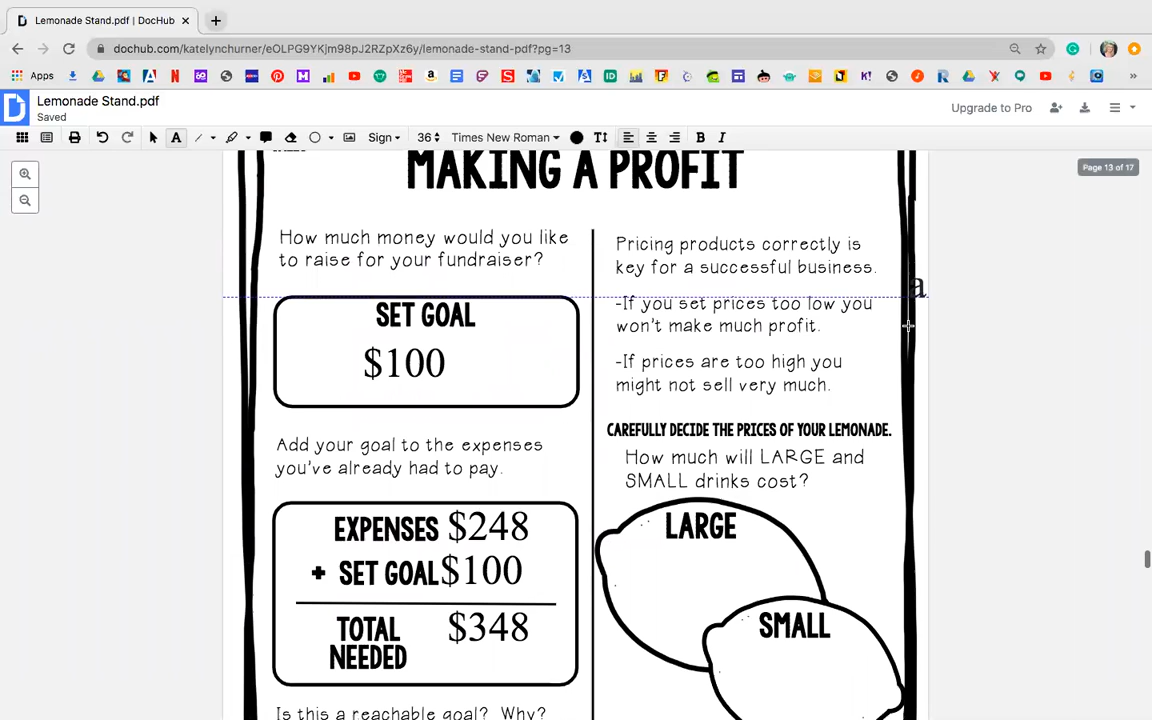 Lemonade Stand.pdf | DocHub
dochub.com/katelynchurner/eOLPG9YKjm98pJ2RZpXz6y/lemonade-stand-pdf?pg=13
Apps
Lemonade Stand.pdf
Saved
Upgrade to Pro
Sign
36
Times New Roman
Page 13 of 17
MAKING A PROFIT
How much money would you like
to raise for your fundraiser?
SET GOAL
$100
Add your goal to the expenses
you've already had to pay.
EXPENSES $248
+ SET GOAL $100
TOTAL NEEDED $348
Is this a reachable goal? Why?
Pricing products correctly is
key for a successful business.
-If you set prices too low you
won't make much profit.
-If prices are too high you
might not sell very much.
CAREFULLY DECIDE THE PRICES OF YOUR LEMONADE.
How much will LARGE and
SMALL drinks cost?
LARGE
SMALL
a